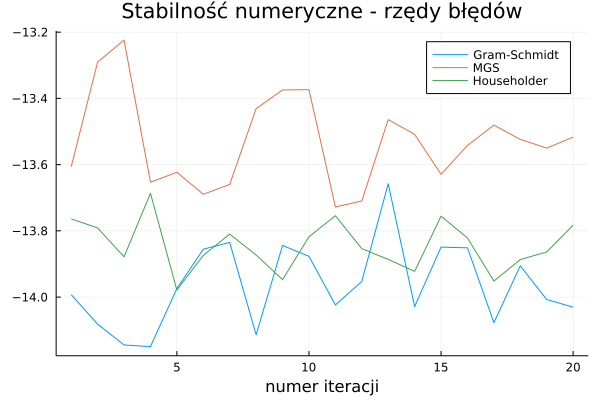 Stabilność numeryczne - rzędy błędów
−13.2
−13.4
−13.6
−13.8
−14.0
Gram-Schmidt
MGS
Householder
5
10
15
20
numer iteracji